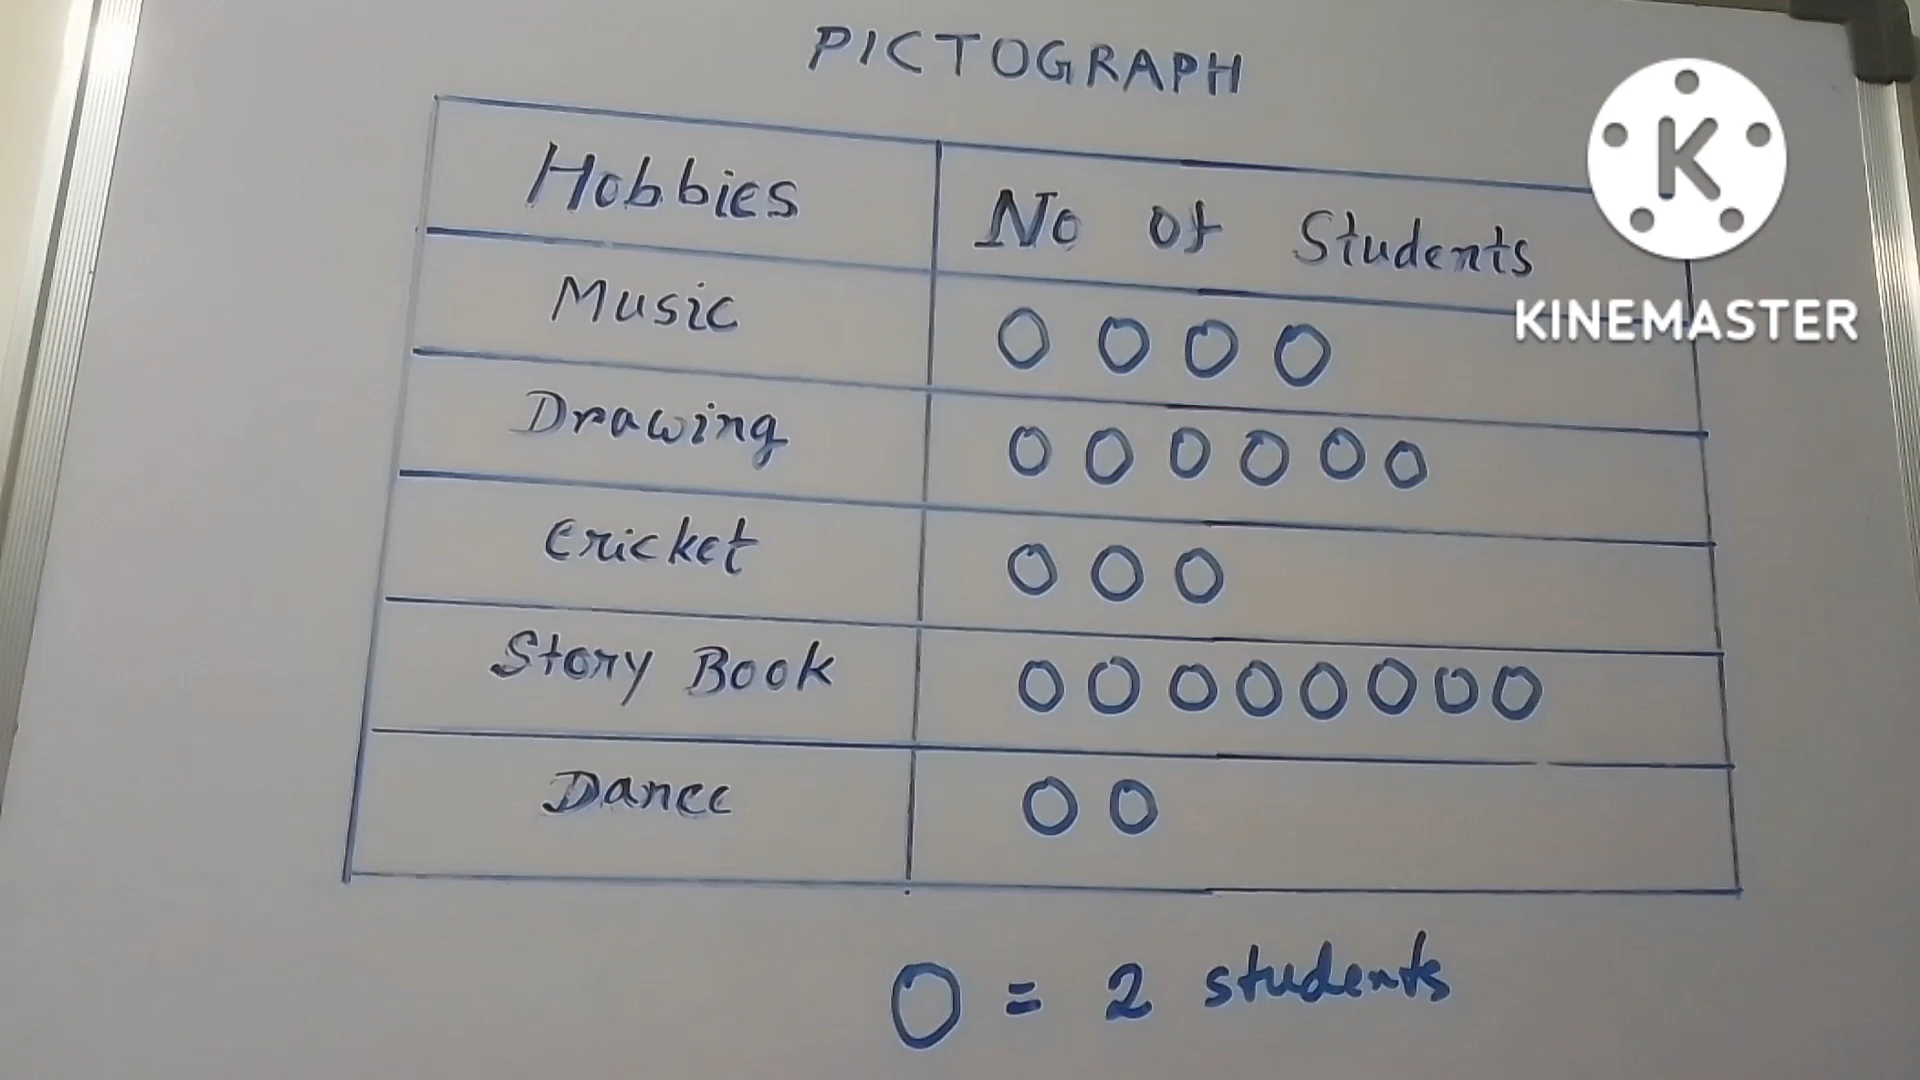 PICTOGRAPH
Hobbies No of Students
Music O O O O
Drawing O O O O O O
Cricket O O O
Story Book O O O O O O O O
Dance O O
O = 2 students
K
KINEMASTER